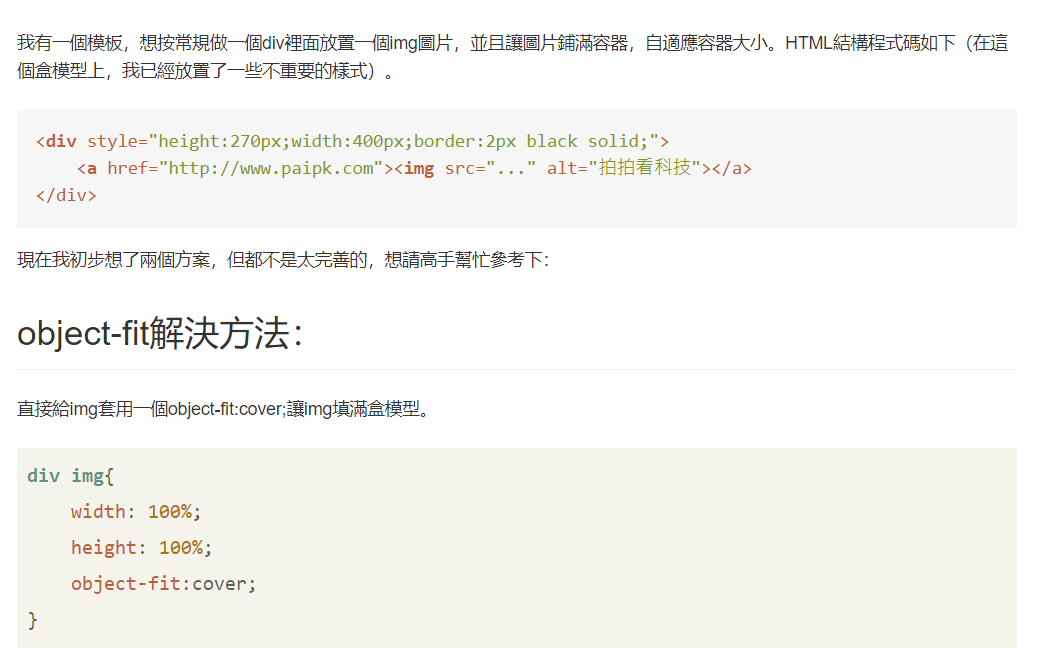 我有一個模板，想按常規做一個div裡面放置一個img圖片，並且讓圖片鋪滿容器，自適應容器大小。HTML結構程式碼如下（在這
個盒模型上，我已經放置了一些不重要的樣式）。
<div style="height:270px;width:400px;border:2px black solid;">
    <a href="http://www.paipk.com"><img src="..." alt="拍拍看科技"></a>
</div>
現在我初步想了兩個方案，但都不是太完善的，想請高手幫忙參考下：
object-fit解決方法：
直接給img套用一個object-fit:cover;讓img填滿盒模型。
div img{
    width: 100%;
    height: 100%;
    object-fit:cover;
}